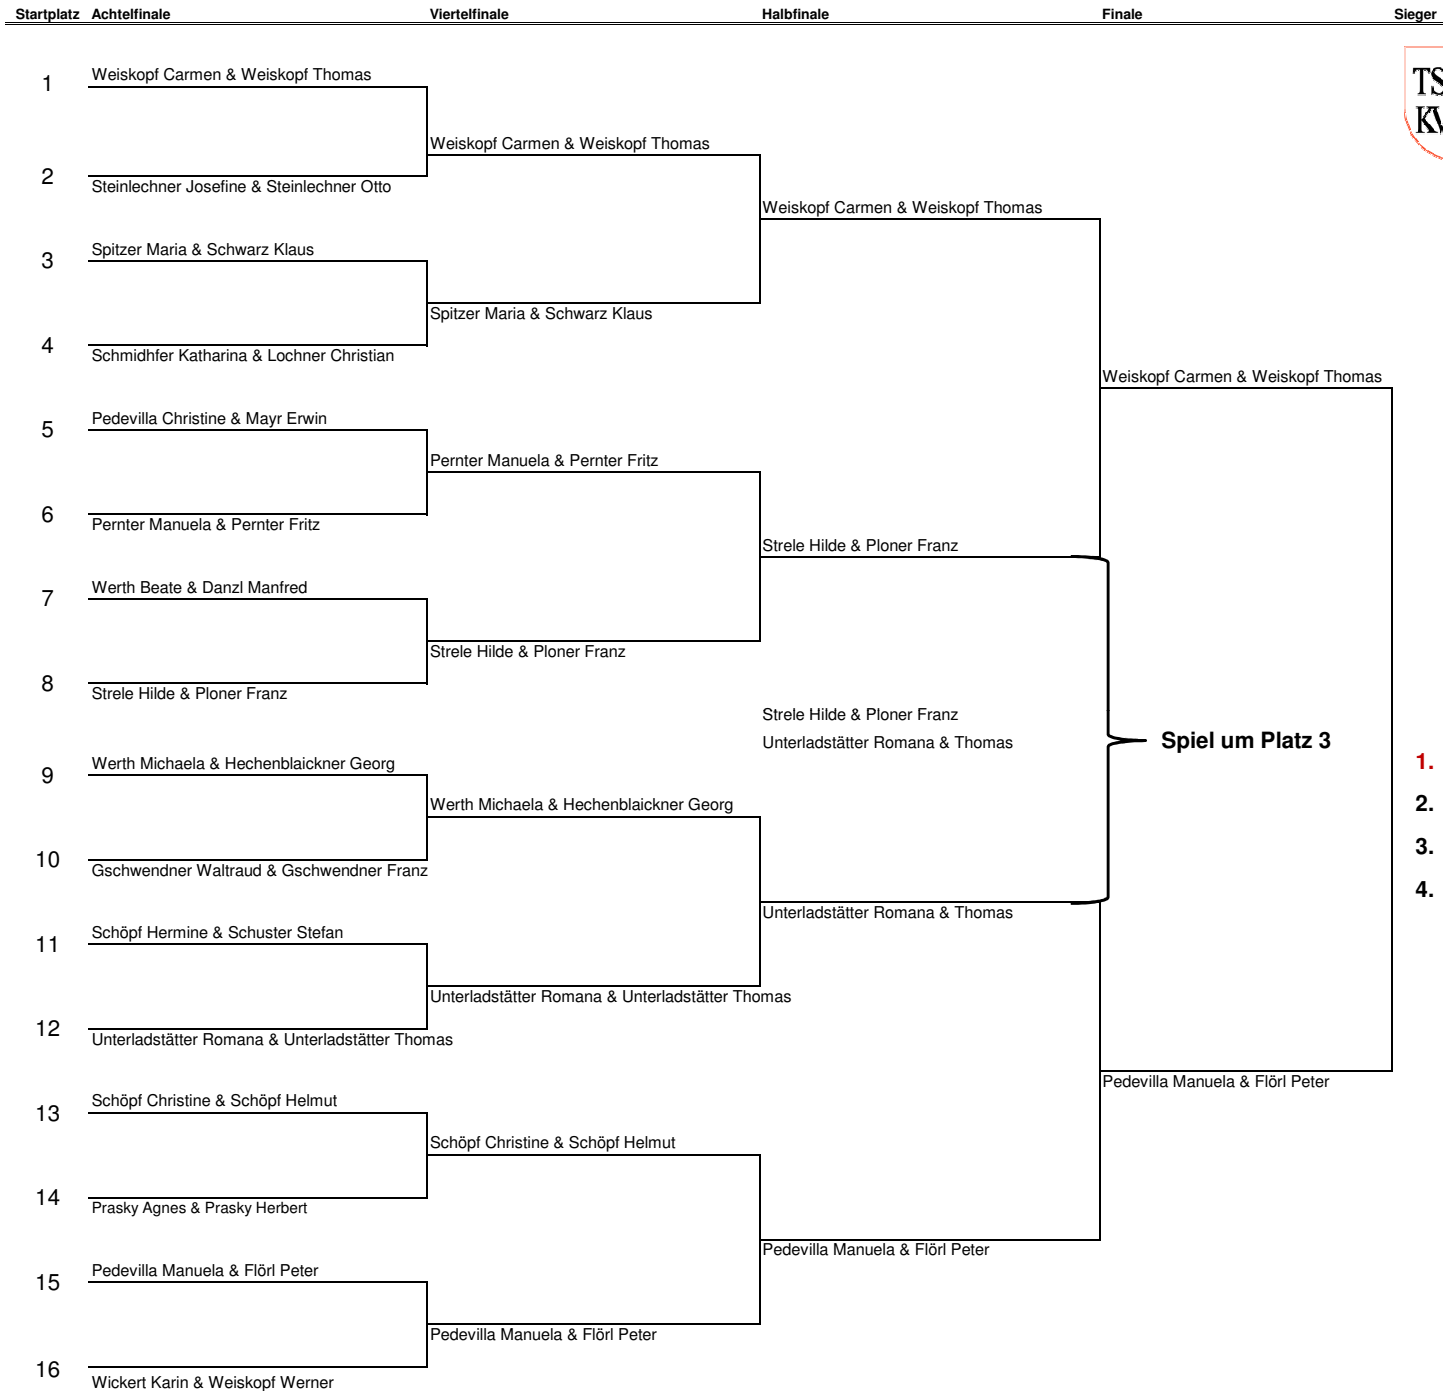 Startplatz Achtelfinale Viertelfinale Halbfinale Finale Sieger
1 Weiskopf Carmen & Weiskopf Thomas
TS
Weiskopf Carmen & Weiskopf Thomas
2 Steinlechner Josefine & Steinlechner Otto
Weiskopf Carmen & Weiskopf Thomas
3 Spitzer Maria & Schwarz Klaus
Spitzer Maria & Schwarz Klaus
4 Schmidhfer Katharina & Lochner Christian
Weiskopf Carmen & Weiskopf Thomas
5 Pedevilla Christine & Mayr Erwin
Pernter Manuela & Pernter Fritz
6 Pernter Manuela & Pernter Fritz
Strele Hilde & Ploner Franz
7 Werth Beate & Danzl Manfred
Strele Hilde & Ploner Franz
8 Strele Hilde & Ploner Franz
Strele Hilde & Ploner Franz
Unterladstätter Romana & Thomas
Spiel um Platz 3
9 Werth Michaela & Hechenblaickner Georg
1.
Werth Michaela & Hechenblaickner Georg
2.
10 Gschwendner Waltraud & Gschwendner Franz
3.
4.
Unterladstätter Romana & Thomas
11 Schöpf Hermine & Schuster Stefan
Unterladstätter Romana & Unterladstätter Thomas
12 Unterladstätter Romana & Unterladstätter Thomas
Pedevilla Manuela & Flörl Peter
13 Schöpf Christine & Schöpf Helmut
Schöpf Christine & Schöpf Helmut
14 Prasky Agnes & Prasky Herbert
Pedevilla Manuela & Flörl Peter
15 Pedevilla Manuela & Flörl Peter
Pedevilla Manuela & Flörl Peter
16 Wickert Karin & Weiskopf Werner